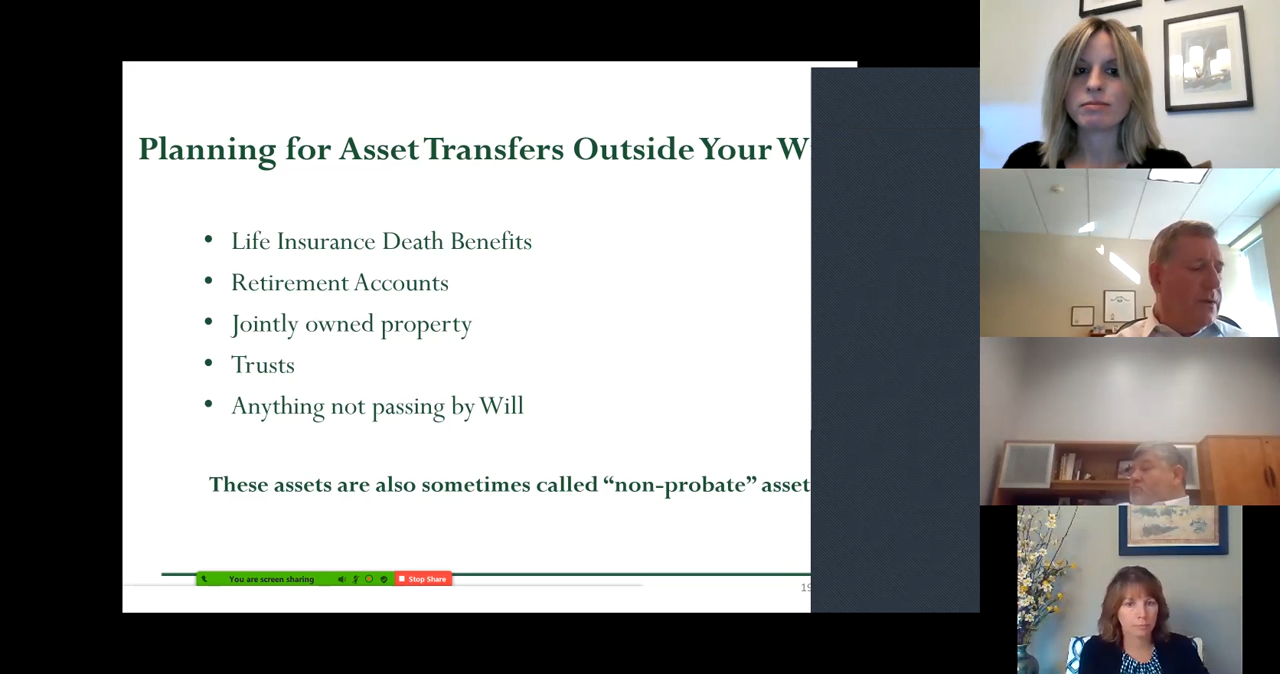 Planning for Asset Transfers Outside Your W
• Life Insurance Death Benefits
• Retirement Accounts
• Jointly owned property
• Trusts
• Anything not passing by Will
These assets are also sometimes called “non-probate” asset
You are screen sharing
Stop Share